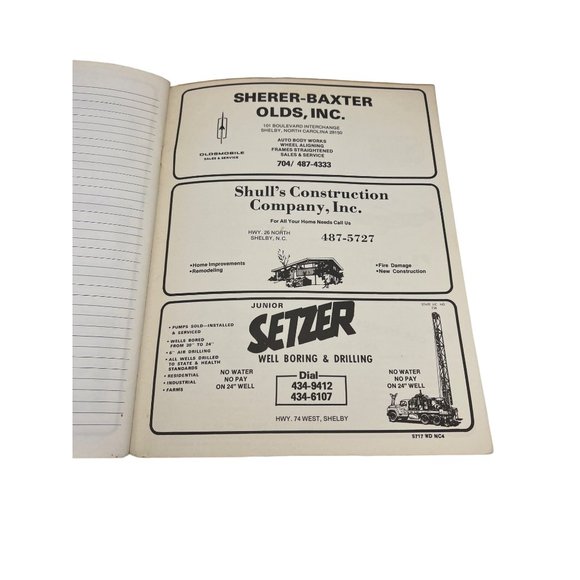 SHERER-BAXTER
OLDS, INC.
101 BOULEVARD INTERCHANGE
SHELBY, NORTH CAROLINA 28150
AUTO BODY WORKS
WHEEL ALIGNING
FRAMES STRAIGHTENED
SALES & SERVICE
704/ 487-4333
OLDSMOBILE
SALES & SERVICE
Shull's Construction
Company, Inc.
For All Your Home Needs Call Us
HWY. 26 NORTH
SHELBY, N.C.
487-5727
•Home Improvements
•Remodeling
•Fire Damage
•New Construction
JUNIOR
SETZER
WELL BORING & DRILLING
• PUMPS SOLD—INSTALLED
& SERVICED
• WELLS BORED
FROM 30" TO 24"
• 6" AIR DRILLING
• ALL WELLS DRILLED
TO STATE & HEALTH
STANDARDS
• RESIDENTIAL
• INDUSTRIAL
• FARMS
NO WATER
NO PAY
ON 24" WELL
Dial
434-9412
434-6107
NO WATER
NO PAY
ON 24" WELL
HWY. 74 WEST, SHELBY
STATE LIC. NO.
5717 WD NC4